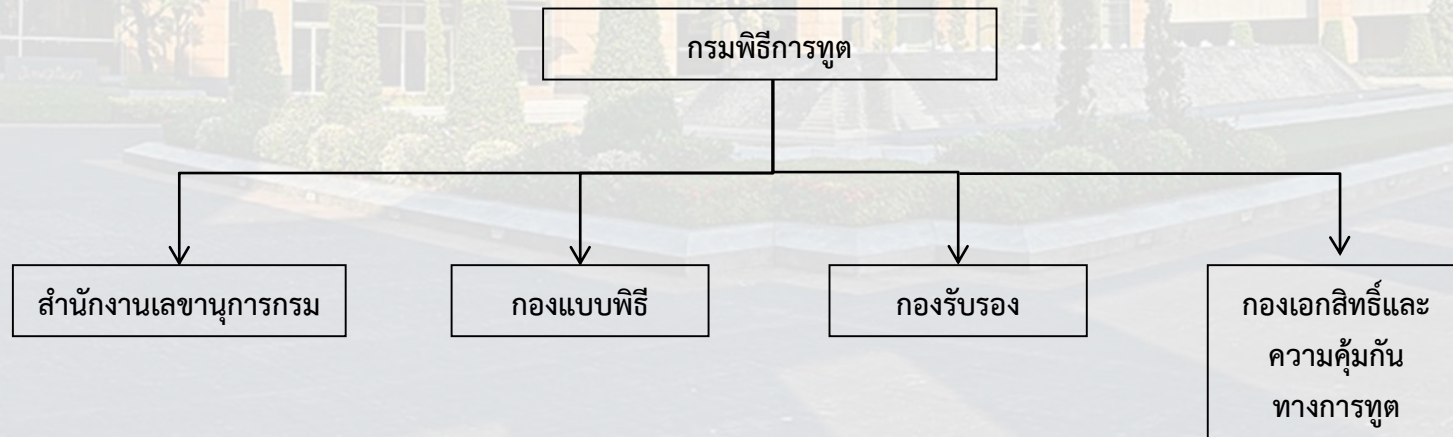 กรมพิธีการทูต
สำนักงานเลขานุการกรม
กองแบบพิธี
กองรับรอง
กองเอกสิทธิ์และ
ความคุ้มกัน
ทางการทูต